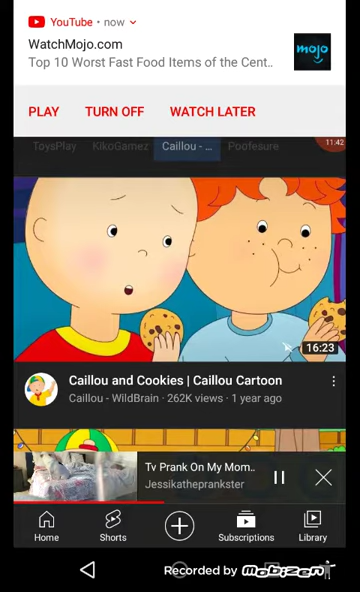 YouTube • now
WatchMojo.com
Top 10 Worst Fast Food Items of the Cent..
mojo
PLAY TURN OFF WATCH LATER
ToysPlay KikoGamez Caillou - ... Poofesure
11:42
16:23
Caillou and Cookies | Caillou Cartoon
Caillou - WildBrain · 262K views · 1 year ago
Tv Prank On My Mom..
Jessikatheprankster
Home Shorts Subscriptions Library
Recorded by mobizen